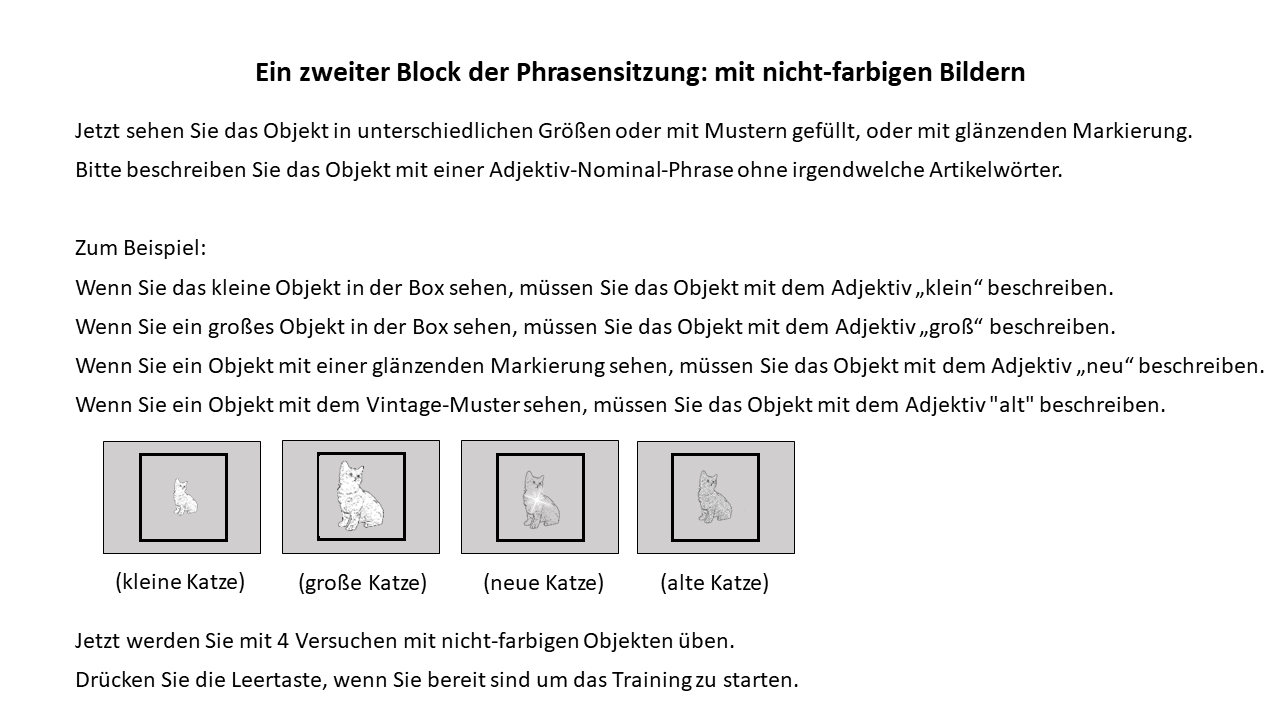 Ein zweiter Block der Phrasensitzung: mit nicht-farbigen Bildern
Jetzt sehen Sie das Objekt in unterschiedlichen Größen oder mit Mustern gefüllt, oder mit glänzenden Markierung.
Bitte beschreiben Sie das Objekt mit einer Adjektiv-Nominal-Phrase ohne irgendwelche Artikelwörter.
Zum Beispiel:
Wenn Sie das kleine Objekt in der Box sehen, müssen Sie das Objekt mit dem Adjektiv „klein“ beschreiben.
Wenn Sie ein großes Objekt in der Box sehen, müssen Sie das Objekt mit dem Adjektiv „groß“ beschreiben.
Wenn Sie ein Objekt mit einer glänzenden Markierung sehen, müssen Sie das Objekt mit dem Adjektiv „neu“ beschreiben.
Wenn Sie ein Objekt mit dem Vintage-Muster sehen, müssen Sie das Objekt mit dem Adjektiv "alt" beschreiben.
(kleine Katze) (große Katze) (neue Katze) (alte Katze)
Jetzt werden Sie mit 4 Versuchen mit nicht-farbigen Objekten üben.
Drücken Sie die Leertaste, wenn Sie bereit sind um das Training zu starten.